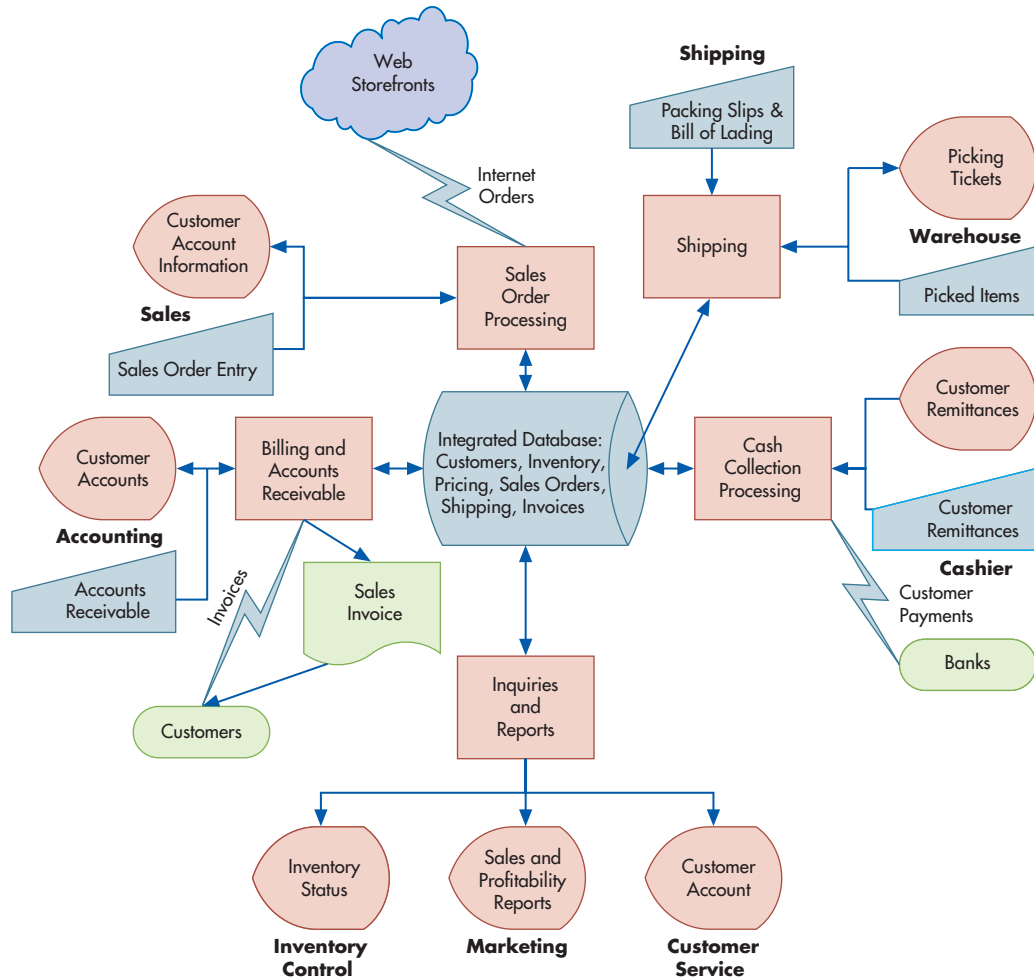 Web
Storefronts
Internet
Orders
Shipping
Packing Slips &
Bill of Lading
Shipping
Picking
Tickets
Warehouse
Picked Items
Customer
Account
Information
Sales
Sales Order Entry
Sales
Order
Processing
Customer
Accounts
Accounting
Accounts
Receivable
Billing and
Accounts
Receivable
Integrated Database:
Customers, Inventory,
Pricing, Sales Orders,
Shipping, Invoices
Cash
Collection
Processing
Customer
Remittances
Customer
Remittances
Cashier
Customer
Payments
Banks
Invoices
Sales
Invoice
Customers
Inquiries
and
Reports
Inventory
Status
Inventory
Control
Sales and
Profitability
Reports
Marketing
Customer
Account
Customer
Service